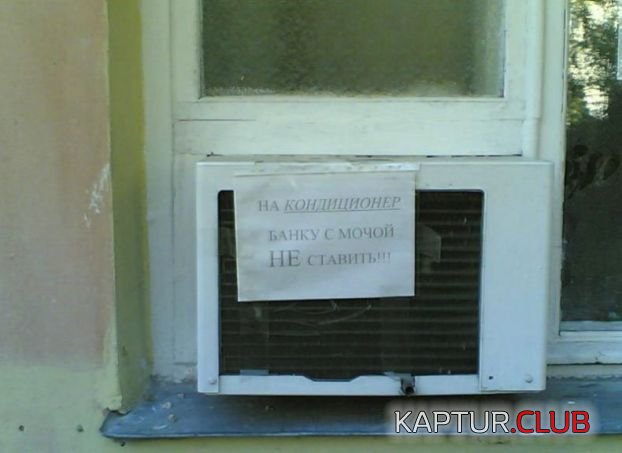 НА КОНДИЦИОНЕР
БАНКУ С МОЧОЙ
НЕ СТАВИТЬ!!!
KAPTUR.CLUB